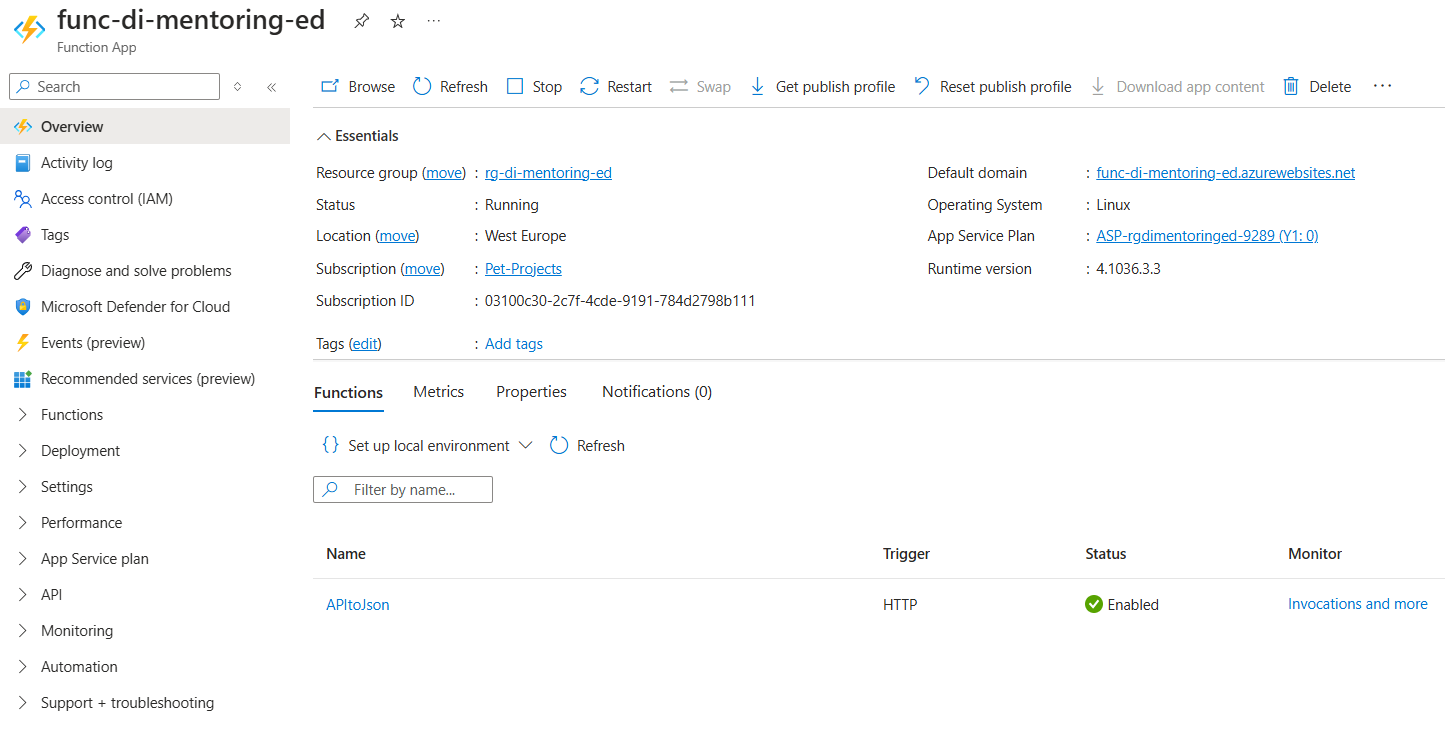 func-di-mentoring-ed
Function App
Search
Overview
Activity log
Access control (IAM)
Tags
Diagnose and solve problems
Microsoft Defender for Cloud
Events (preview)
Recommended services (preview)
Functions
Deployment
Settings
Performance
App Service plan
API
Monitoring
Automation
Support + troubleshooting
Browse Refresh Stop Restart Swap Get publish profile Reset publish profile Download app content Delete
Essentials
Resource group (move) : rg-di-mentoring-ed
Status : Running
Location (move) : West Europe
Subscription (move) : Pet-Projects
Subscription ID : 03100c30-2c7f-4cde-9191-784d2798b111
Tags (edit) : Add tags
Default domain : func-di-mentoring-ed.azurewebsites.net
Operating System : Linux
App Service Plan : ASP-rgdimentoringed-9289 (Y1: 0)
Runtime version : 4.1036.3.3
Functions Metrics Properties Notifications (0)
Set up local environment Refresh
Filter by name...
Name Trigger Status Monitor
APItoJson HTTP Enabled Invocations and more